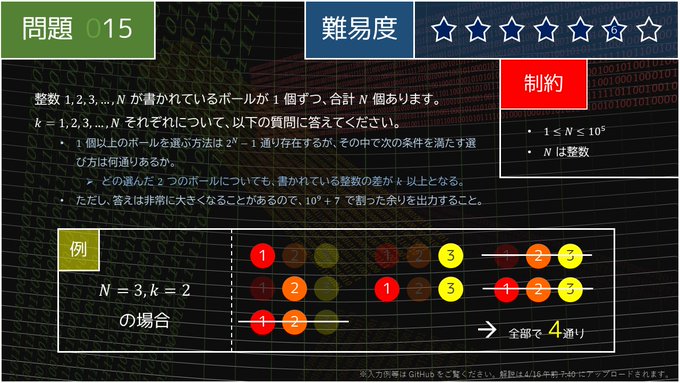 問題 015
難易度 6
制約
・ 1 ≤ N ≤ 10⁵
・ N は整数
整数 1, 2, 3, ..., N が書かれているボールが 1 個ずつ、合計 N 個あります。
k = 1, 2, 3, ..., N それぞれについて、以下の質問に答えてください。
・ 1 個以上のボールを選ぶ方法は 2ᴺ − 1 通り存在するが、その中で次の条件を満たす選
び方は何通りあるか。
➢ どの選んだ 2 つのボールについても、書かれている整数の差が k 以上となる。
・ ただし、答えは非常に大きくなることがあるので、10⁹ + 7 で割った余りを出力すること。
例
N = 3, k = 2
の場合
1 2 3 1 2 3 1 2 3
1 2 3 1 2 3 1 2 3
1 2 3
→ 全部で 4通り
※入力例等は GitHub をご覧ください。解説は 4/16 午前 7:40 にアップロードされます。